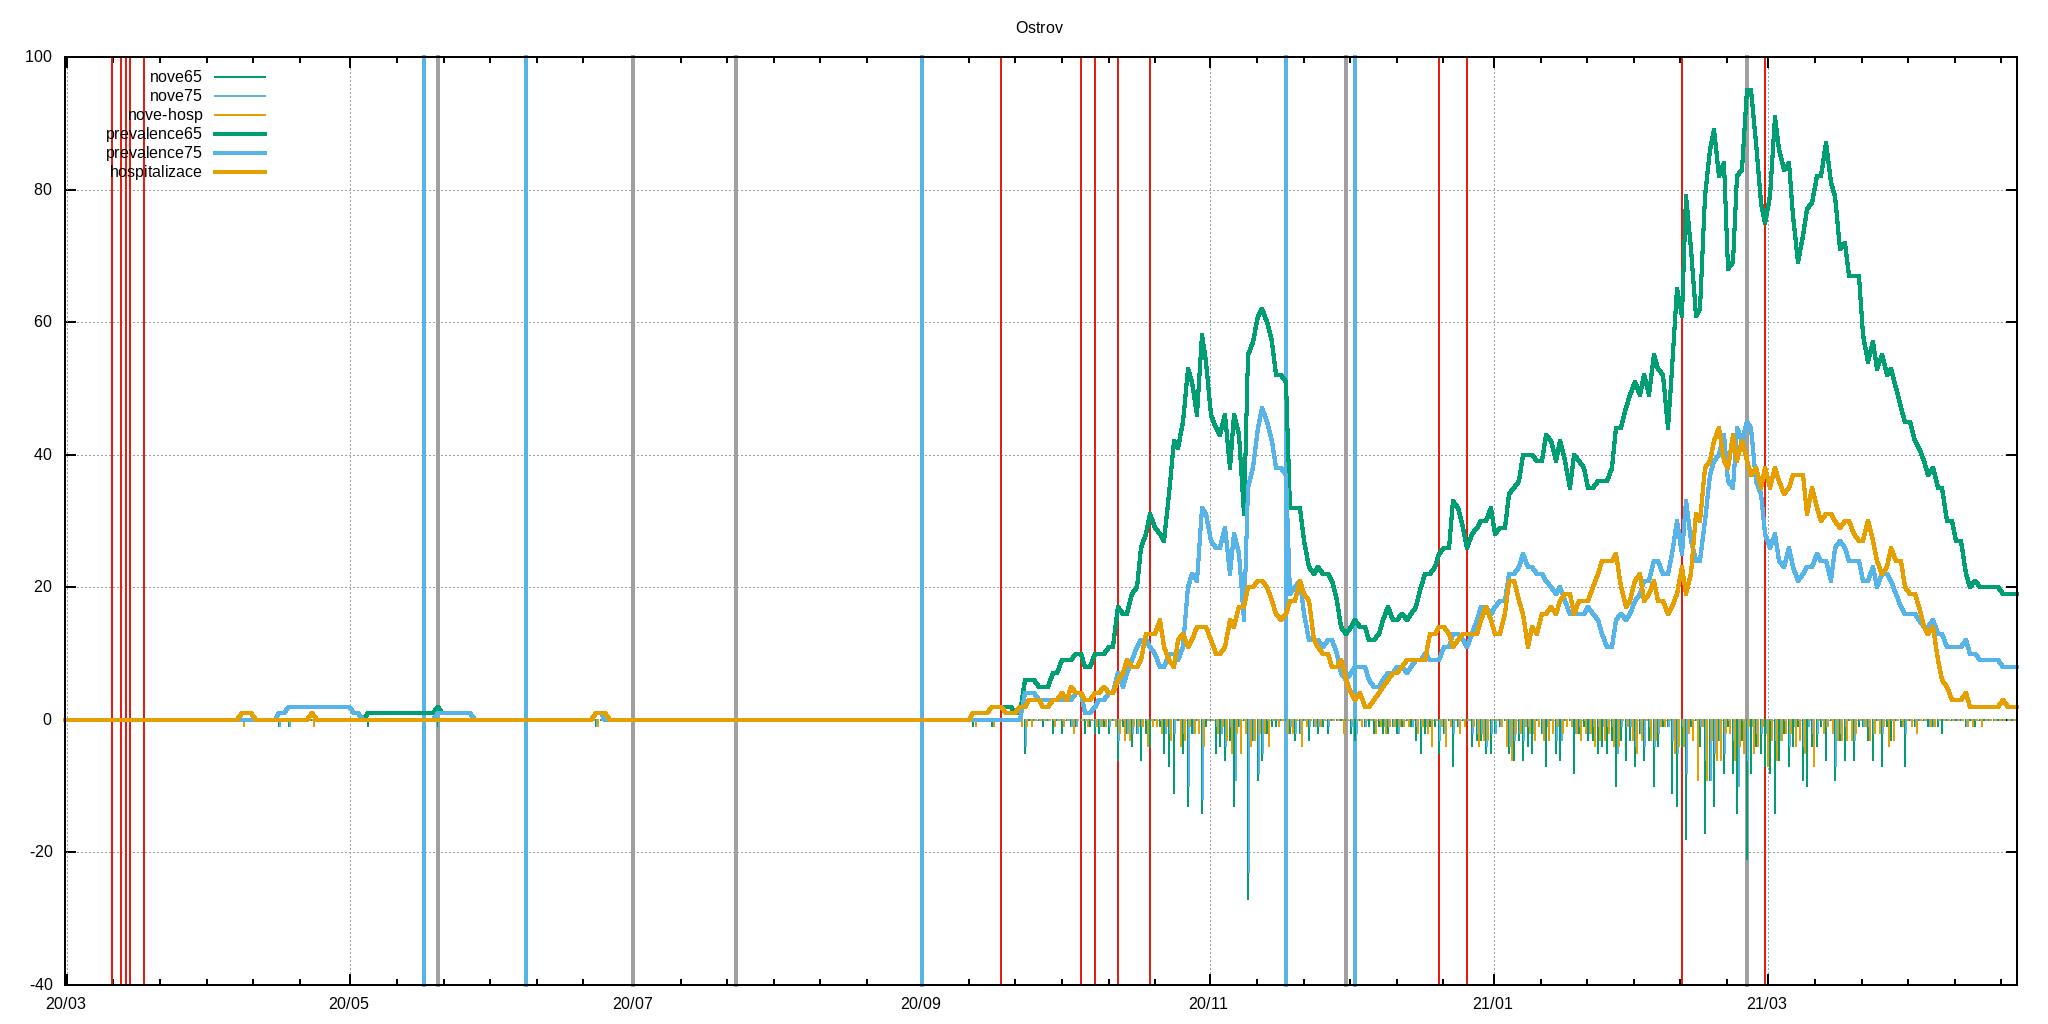 Ostrov
100
nove65
nove75
nove-hosp
prevalence65
prevalence75
hospitalizace
80
60
40
20
0
-20
-40
20/03 20/05 20/07 20/09 20/11 21/01 21/03